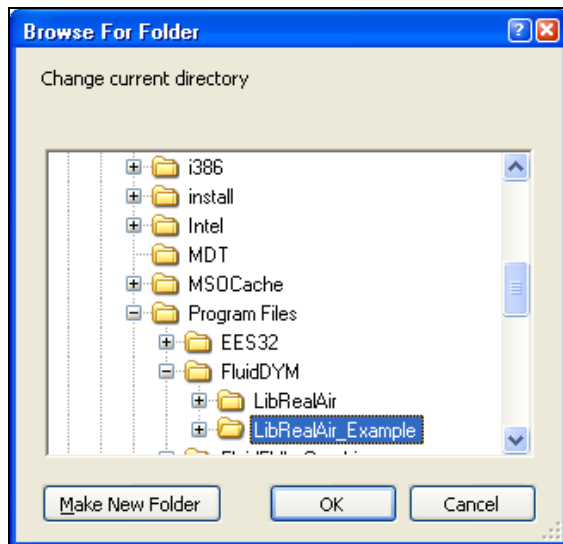 Browse For Folder
Change current directory
i386
install
Intel
MDT
MSOCache
Program Files
EES32
FluidDYM
LibRealAir
LibRealAir_Example
Make New Folder
OK
Cancel